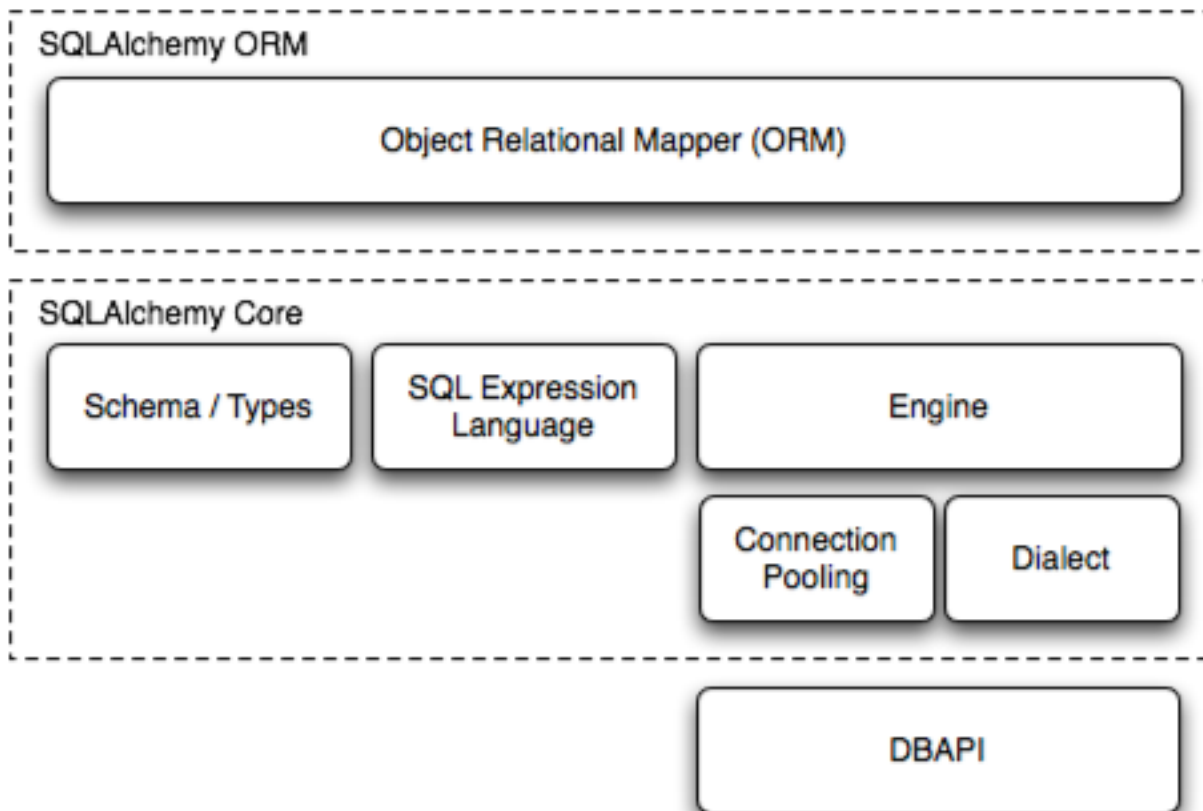 SQLAlchemy ORM
Object Relational Mapper (ORM)
SQLAlchemy Core
Schema / Types
SQL Expression
Language
Engine
Connection
Pooling
Dialect
DBAPI